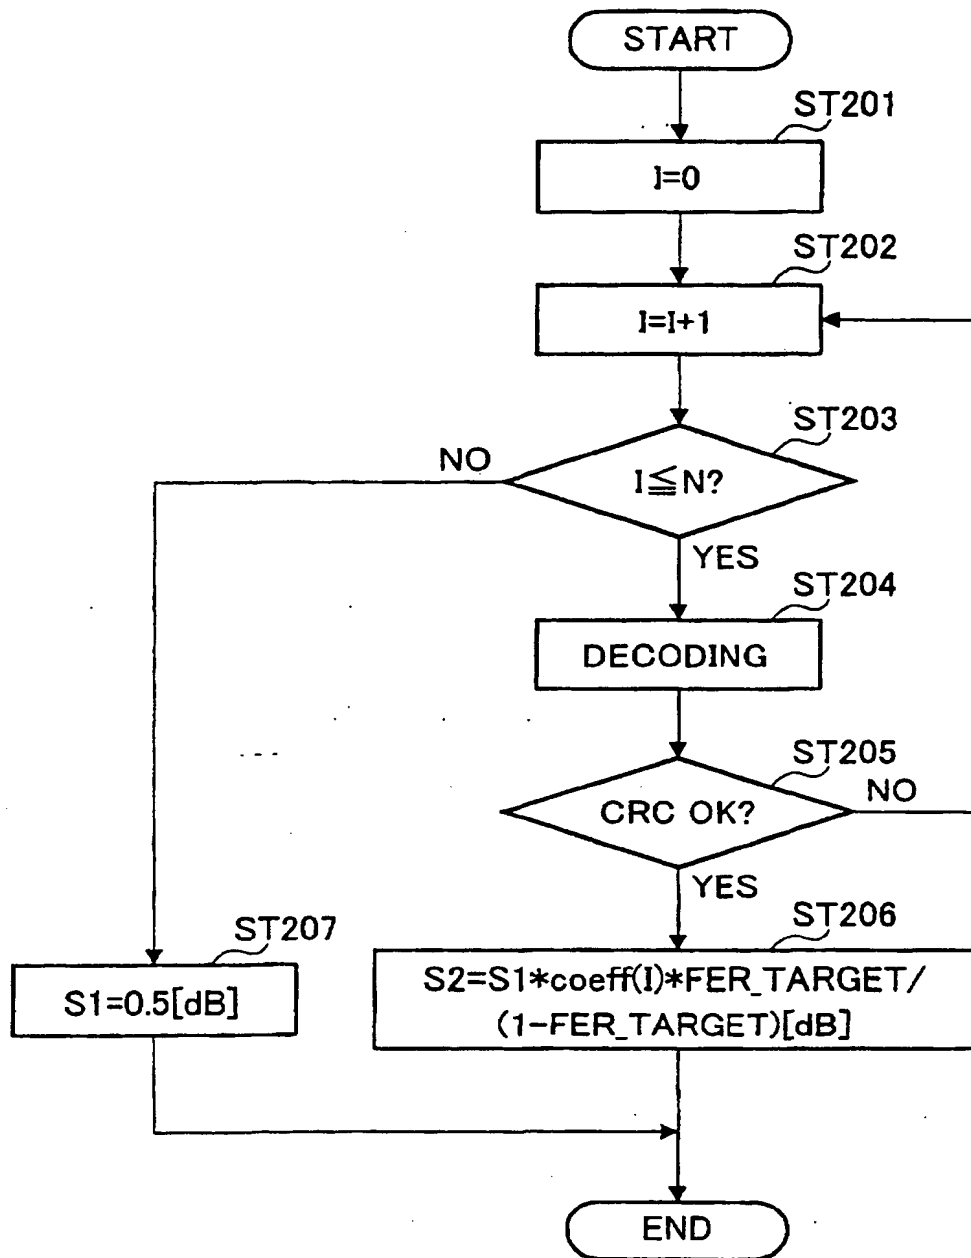 START
ST201
I=0
ST202
I=I+1
ST203
NO
I≦N?
YES
ST204
DECODING
ST205
NO
CRC OK?
YES
ST206
ST207
S2=S1*coeff(I)*FER_TARGET/
(1-FER_TARGET)[dB]
S1=0.5[dB]
END